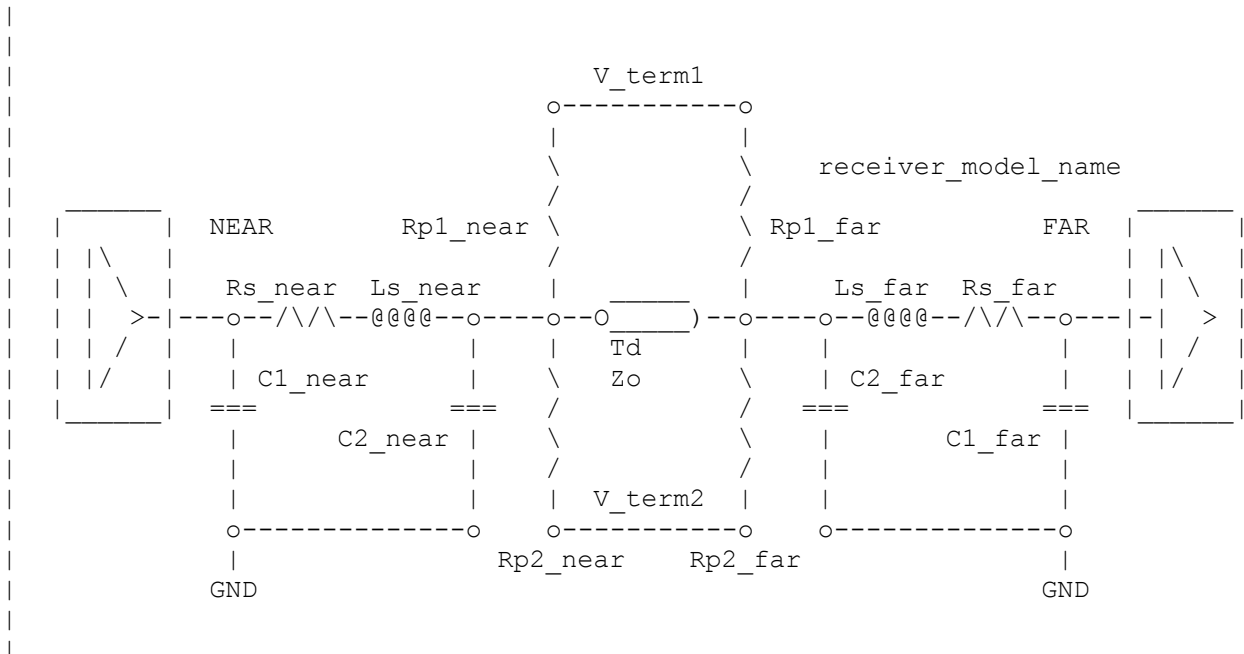 V_term1
receiver_model_name
NEAR Rp1_near Rp1_far FAR
Rs_near Ls_near Ls_far Rs_far
Td
C1_near Zo C2_far
C2_near C1_far
V_term2
Rp2_near Rp2_far
GND GND